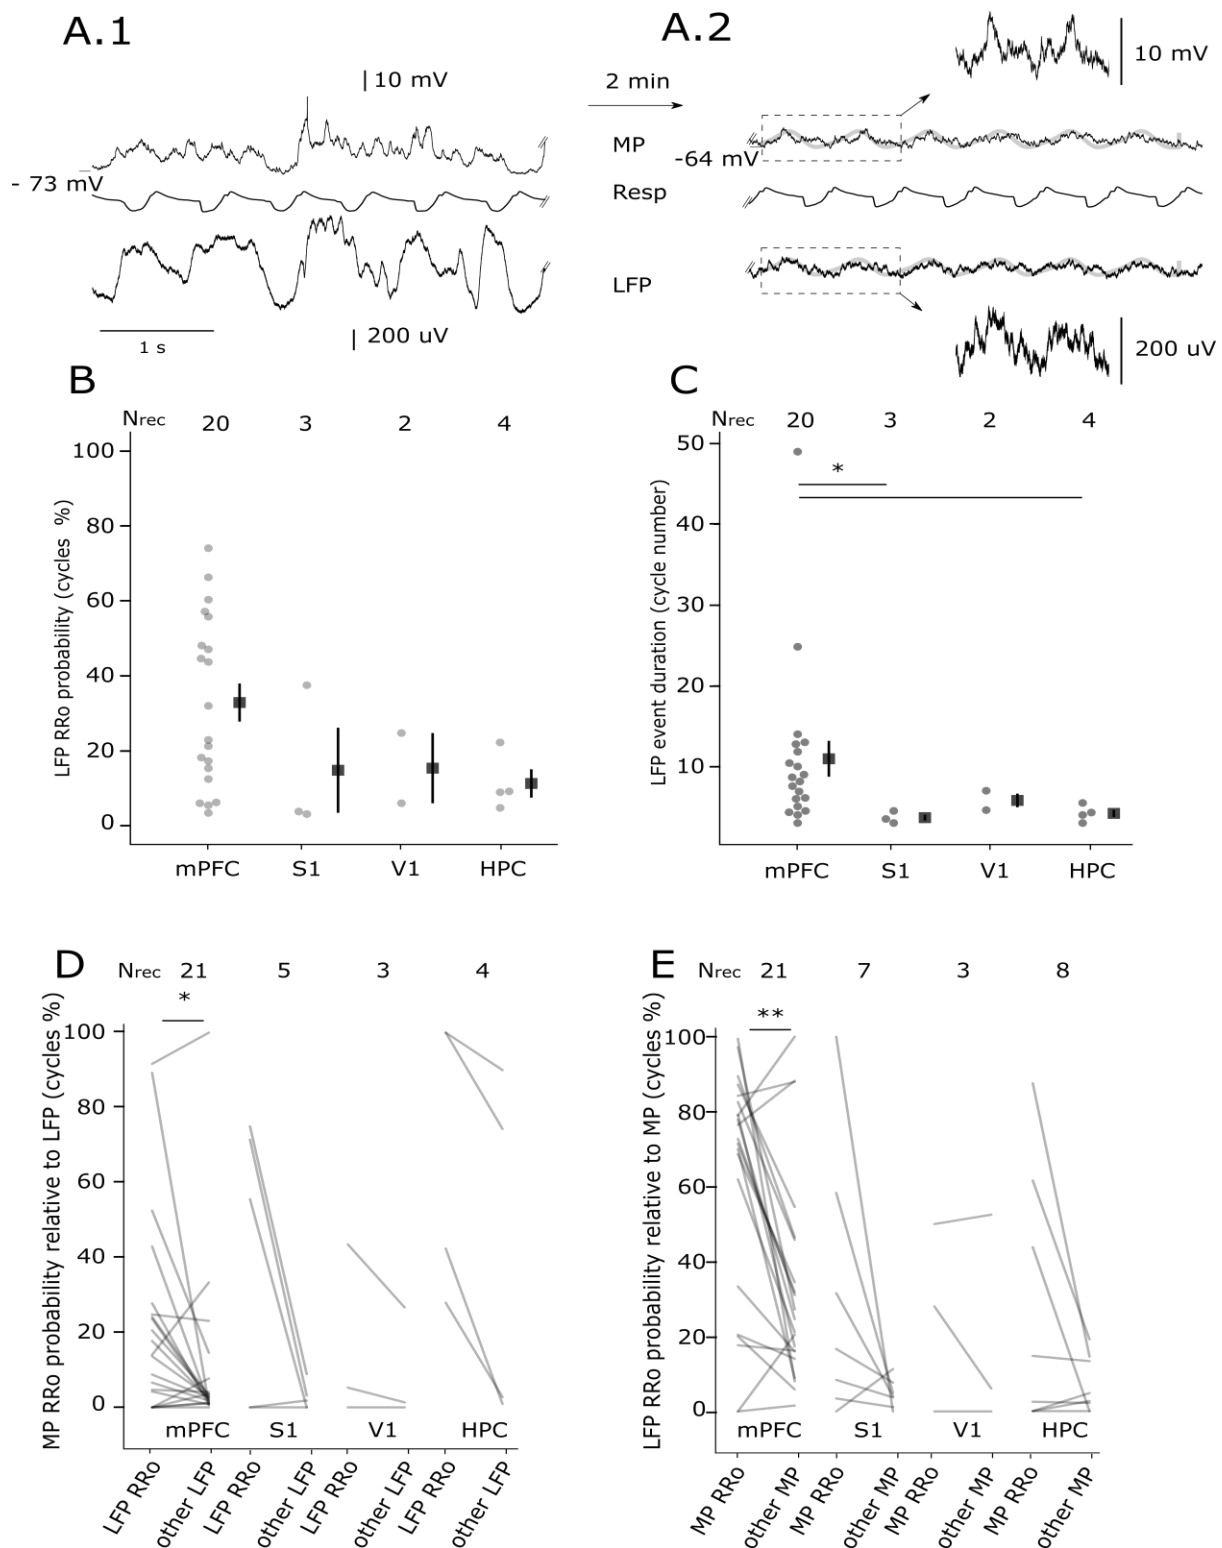 A.1
10 mV
- 73 mV
1 s
200 uV
A.2
2 min
10 mV
MP
-64 mV
Resp
LFP
200 uV
B
Nrec 20 3 2 4
LFP RRo probability (cycles %)
100
80
60
40
20
0
mPFC S1 V1 HPC
C
Nrec 20 3 2 4
LFP event duration (cycle number)
50
40
30
20
10
*
mPFC S1 V1 HPC
D
Nrec 21 5 3 4
*
MP RRo probability relative to LFP (cycles %)
100
80
60
40
20
0
mPFC S1 V1 HPC
LFP RRo other LFP LFP RRo other LFP LFP RRo other LFP LFP RRo other LFP
E
Nrec 21 7 3 8
**
LFP RRo probability relative to MP (cycles %)
100
80
60
40
20
0
mPFC S1 V1 HPC
MP RRo other MP MP RRo other MP MP RRo other MP MP RRo other MP